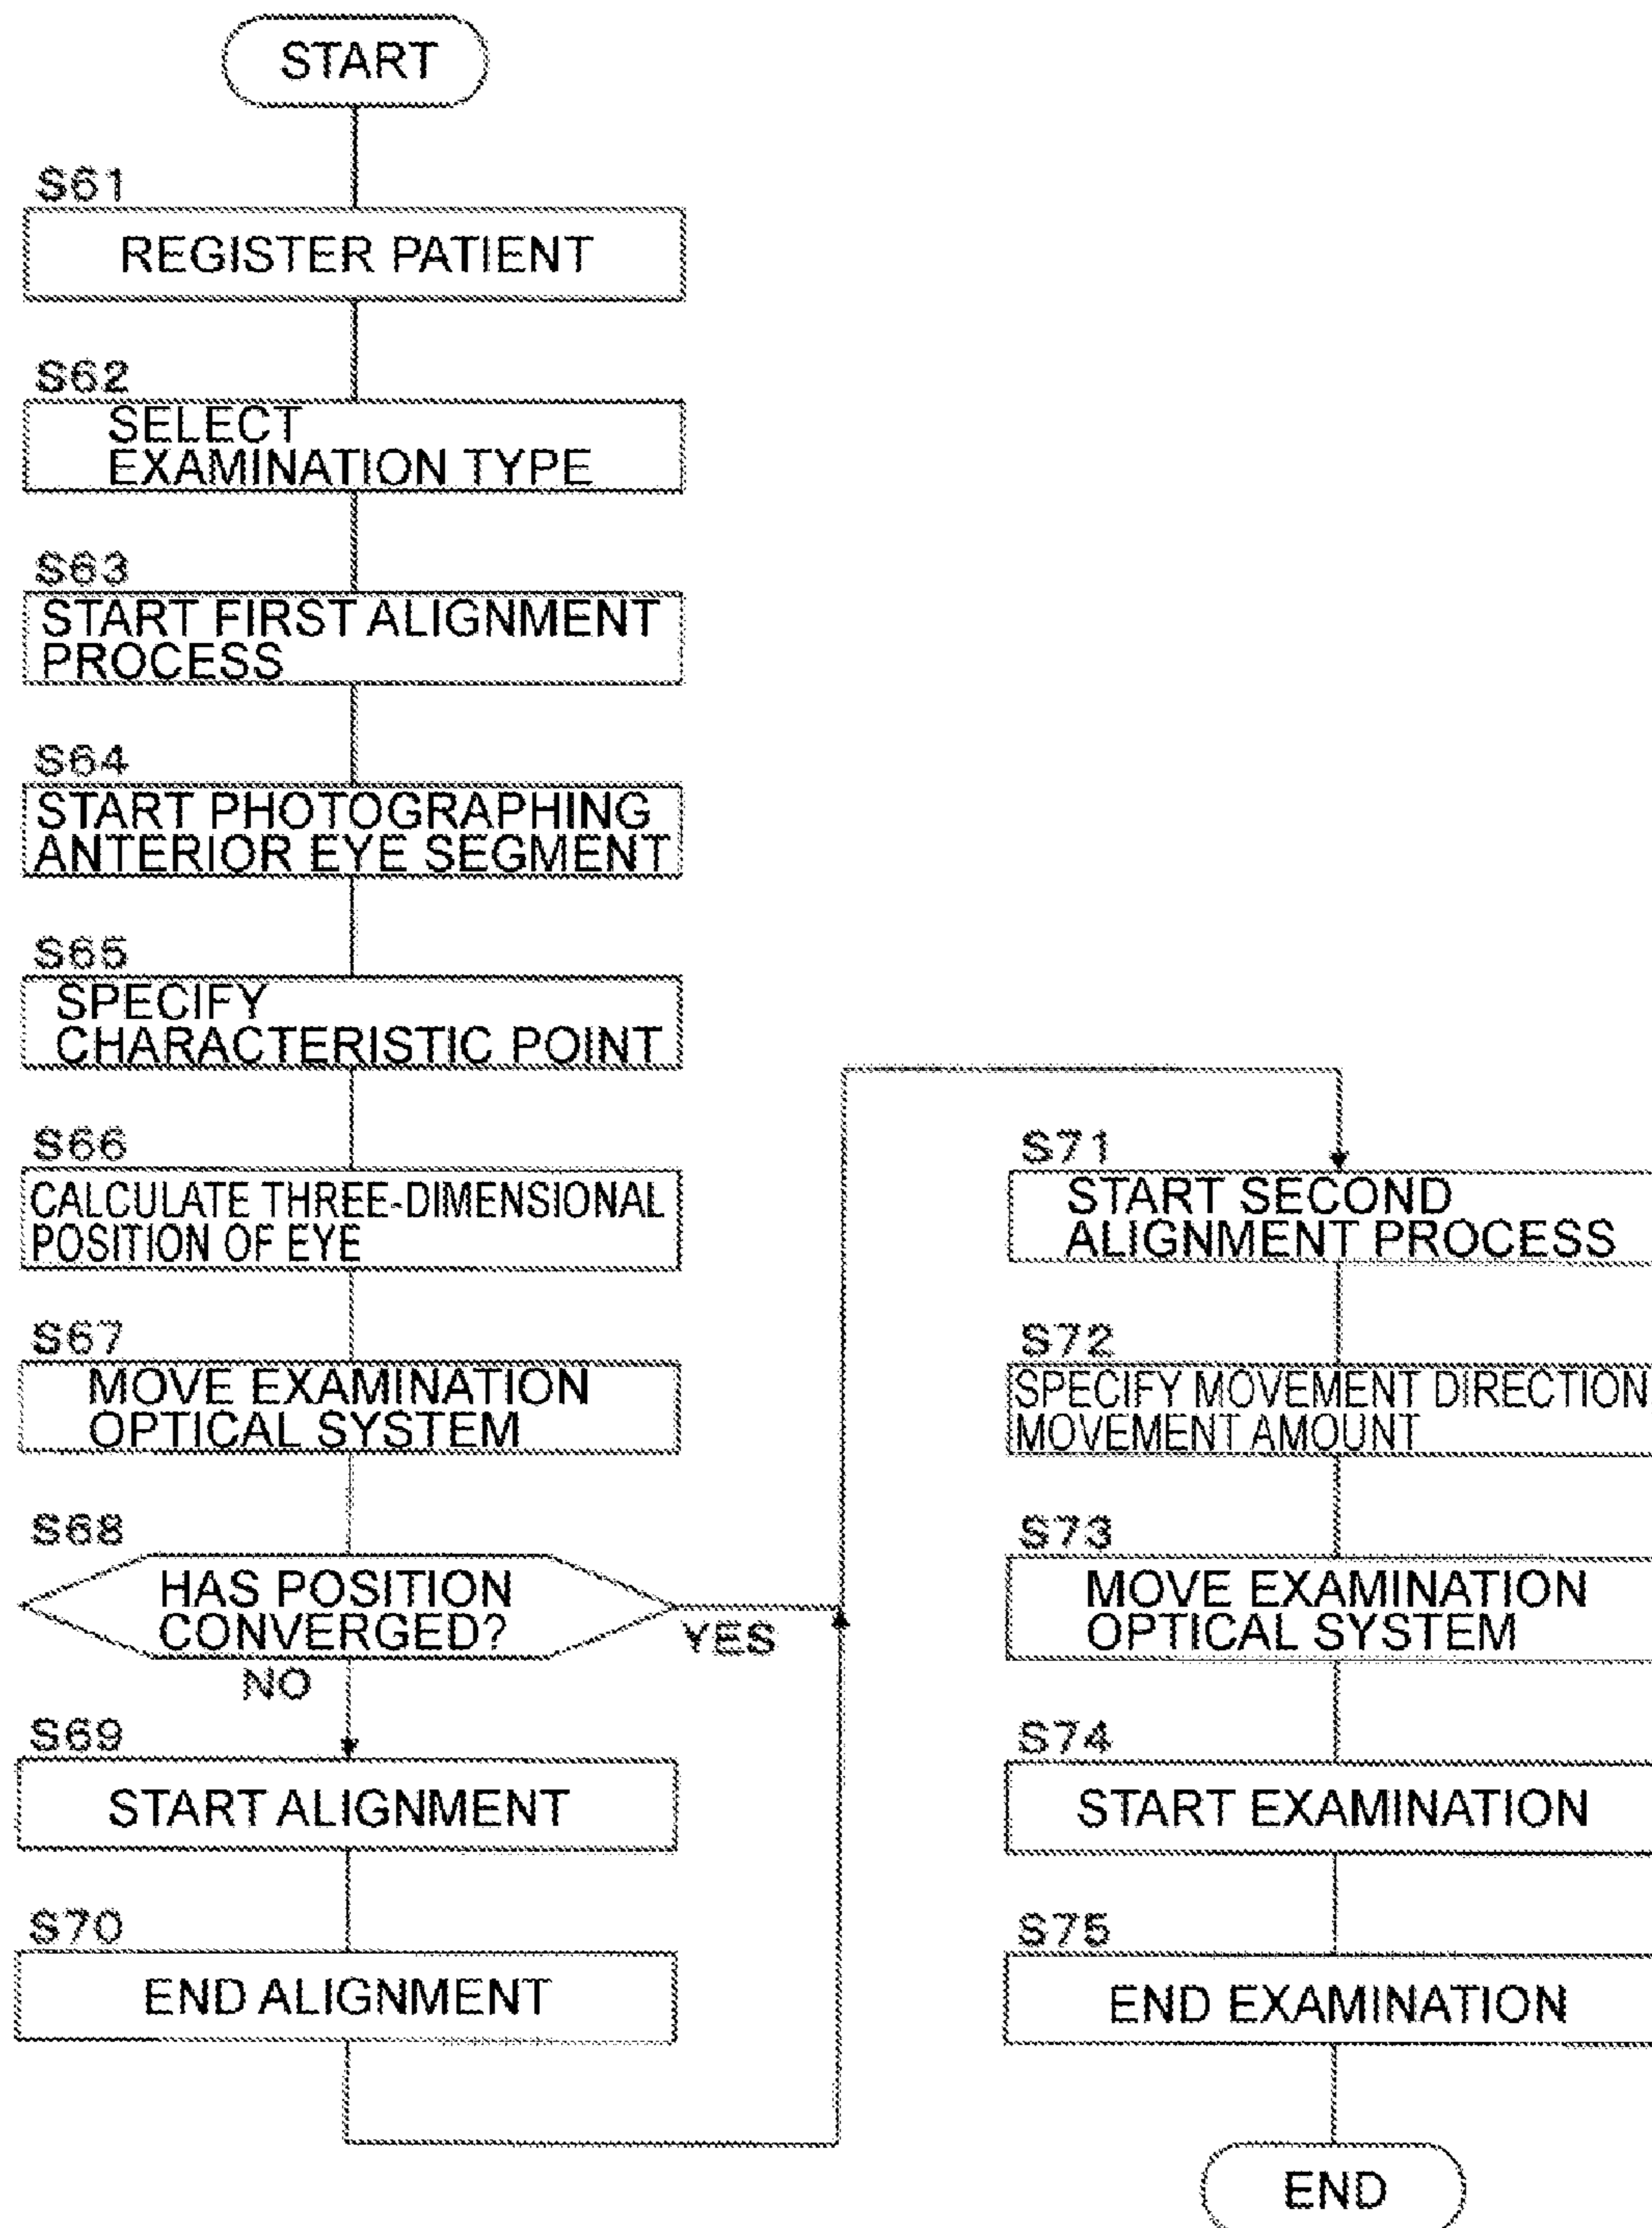 START
S61
REGISTER PATIENT
S62
SELECT
EXAMINATION TYPE
S63
START FIRST ALIGNMENT
PROCESS
S64
START PHOTOGRAPHING
ANTERIOR EYE SEGMENT
S65
SPECIFY
CHARACTERISTIC POINT
S66
CALCULATE THREE-DIMENSIONAL
POSITION OF EYE
S67
MOVE EXAMINATION
OPTICAL SYSTEM
S68
HAS POSITION
CONVERGED?
YES
NO
S69
START ALIGNMENT
S70
END ALIGNMENT
S71
START SECOND
ALIGNMENT PROCESS
S72
SPECIFY MOVEMENT DIRECTION
MOVEMENT AMOUNT
S73
MOVE EXAMINATION
OPTICAL SYSTEM
S74
START EXAMINATION
S75
END EXAMINATION
END